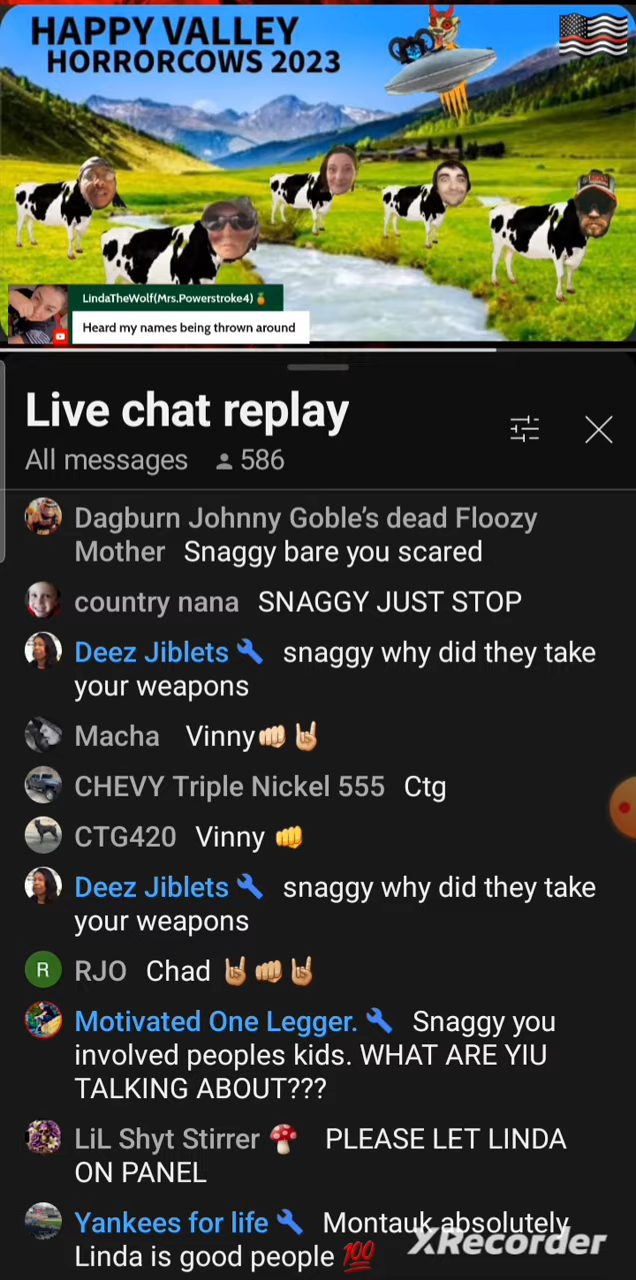 HAPPY VALLEY
HORRORCOWS 2023
LindaTheWolf(Mrs.Powerstroke4)🍍
Heard my names being thrown around
Live chat replay
All messages 586
Dagburn Johnny Goble’s dead Floozy
Mother Snaggy bare you scared
country nana SNAGGY JUST STOP
Deez Jiblets 🔧 snaggy why did they take
your weapons
Macha Vinny👊🏼🤘🏼
CHEVY Triple Nickel 555 Ctg
CTG420 Vinny 👊
Deez Jiblets 🔧 snaggy why did they take
your weapons
R RJO Chad 🤘🏼👊🏼🤘🏼
Motivated One Legger. 🔧 Snaggy you
involved peoples kids. WHAT ARE YIU
TALKING ABOUT???
LiL Shyt Stirrer 🍄 PLEASE LET LINDA
ON PANEL
Yankees for life 🔧 Montauk absolutely
Linda is good people 💯
XRecorder